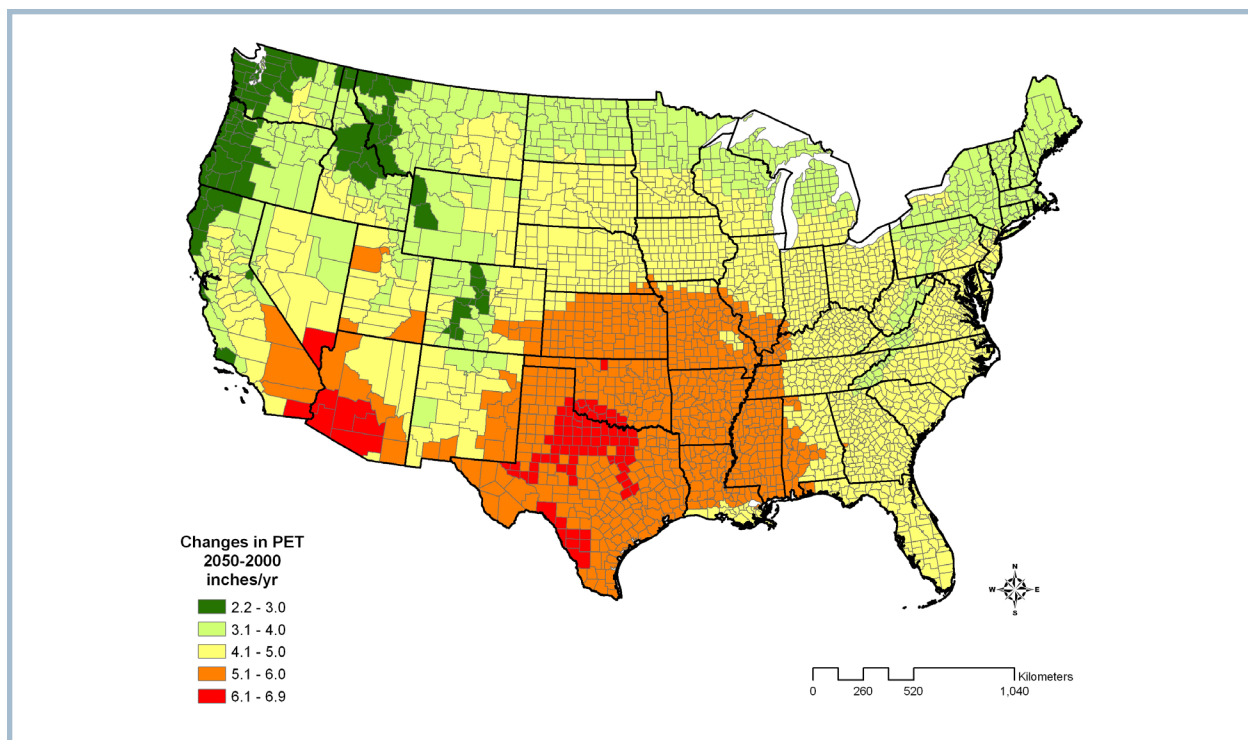 Changes in PET
2050-2000
inches/yr
2.2 - 3.0
3.1 - 4.0
4.1 - 5.0
5.1 - 6.0
6.1 - 6.9
N
W E
S
Kilometers
0 260 520 1,040